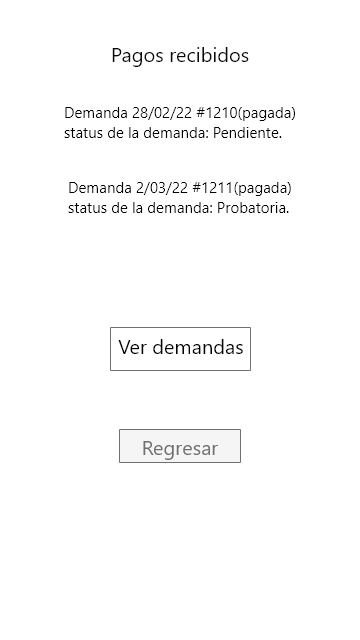 Pagos recibidos
Demanda 28/02/22 #1210(pagada)
status de la demanda: Pendiente.
Demanda 2/03/22 #1211(pagada)
status de la demanda: Probatoria.
Ver demandas
Regresar